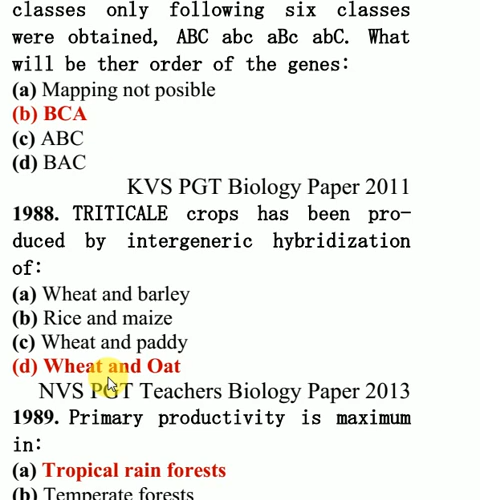 classes only following six classes
were obtained, ABC abc aBc abC. What
will be ther order of the genes:
(a) Mapping not posible
(b) BCA
(c) ABC
(d) BAC
KVS PGT Biology Paper 2011
1988. TRITICALE crops has been pro-
duced by intergeneric hybridization
of:
(a) Wheat and barley
(b) Rice and maize
(c) Wheat and paddy
(d) Wheat and Oat
NVS PGT Teachers Biology Paper 2013
1989. Primary productivity is maximum
in:
(a) Tropical rain forests
(b) Temperate forests